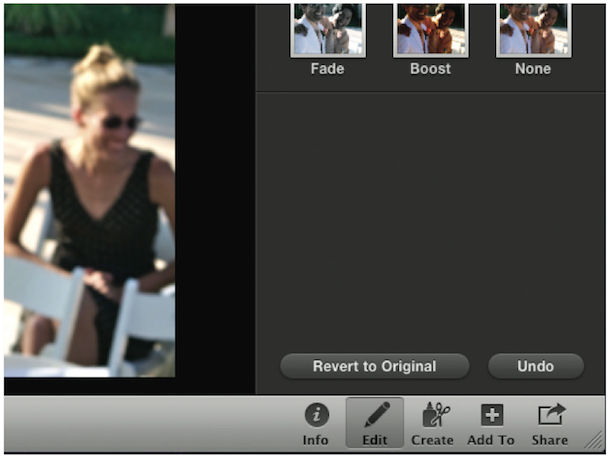 Fade Boost None
Revert to Original Undo
Info Edit Create Add To Share